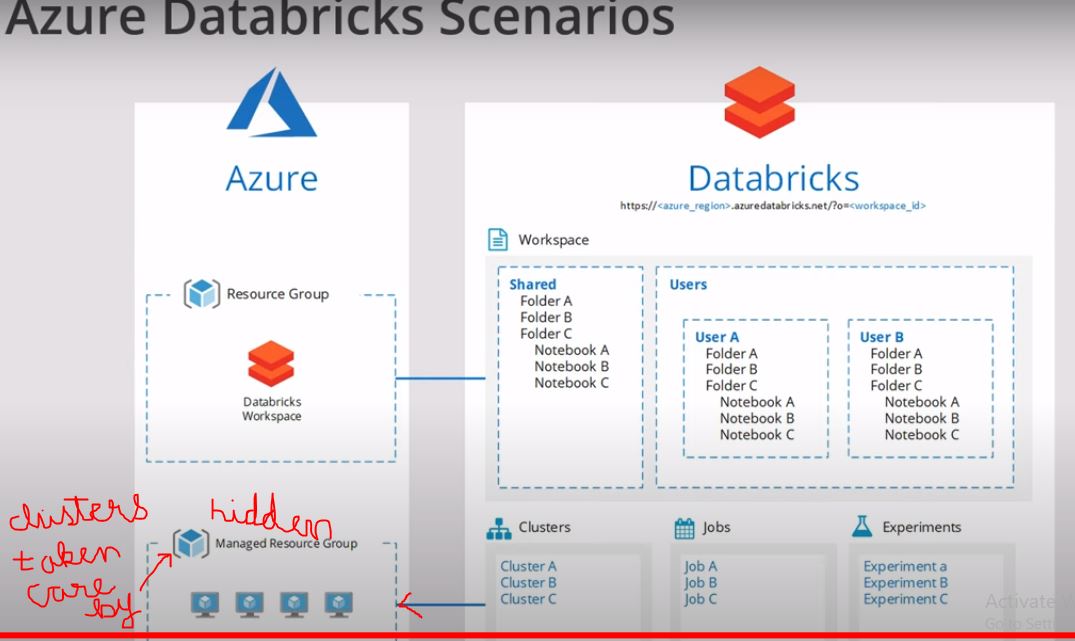 Azure Databricks Scenarios
Azure
Resource Group
Databricks
Workspace
clusters
taken
care
by
hidden
Managed Resource Group
Databricks
https://<azure_region>.azuredatabricks.net/?o=<workspace_id>
Workspace
Shared
Folder A
Folder B
Folder C
Notebook A
Notebook B
Notebook C
Users
User A
Folder A
Folder B
Folder C
Notebook A
Notebook B
Notebook C
User B
Folder A
Folder B
Folder C
Notebook A
Notebook B
Notebook C
Clusters
Cluster A
Cluster B
Cluster C
Jobs
Job A
Job B
Job C
Experiments
Experiment a
Experiment B
Experiment C
Activate
Go to Setti